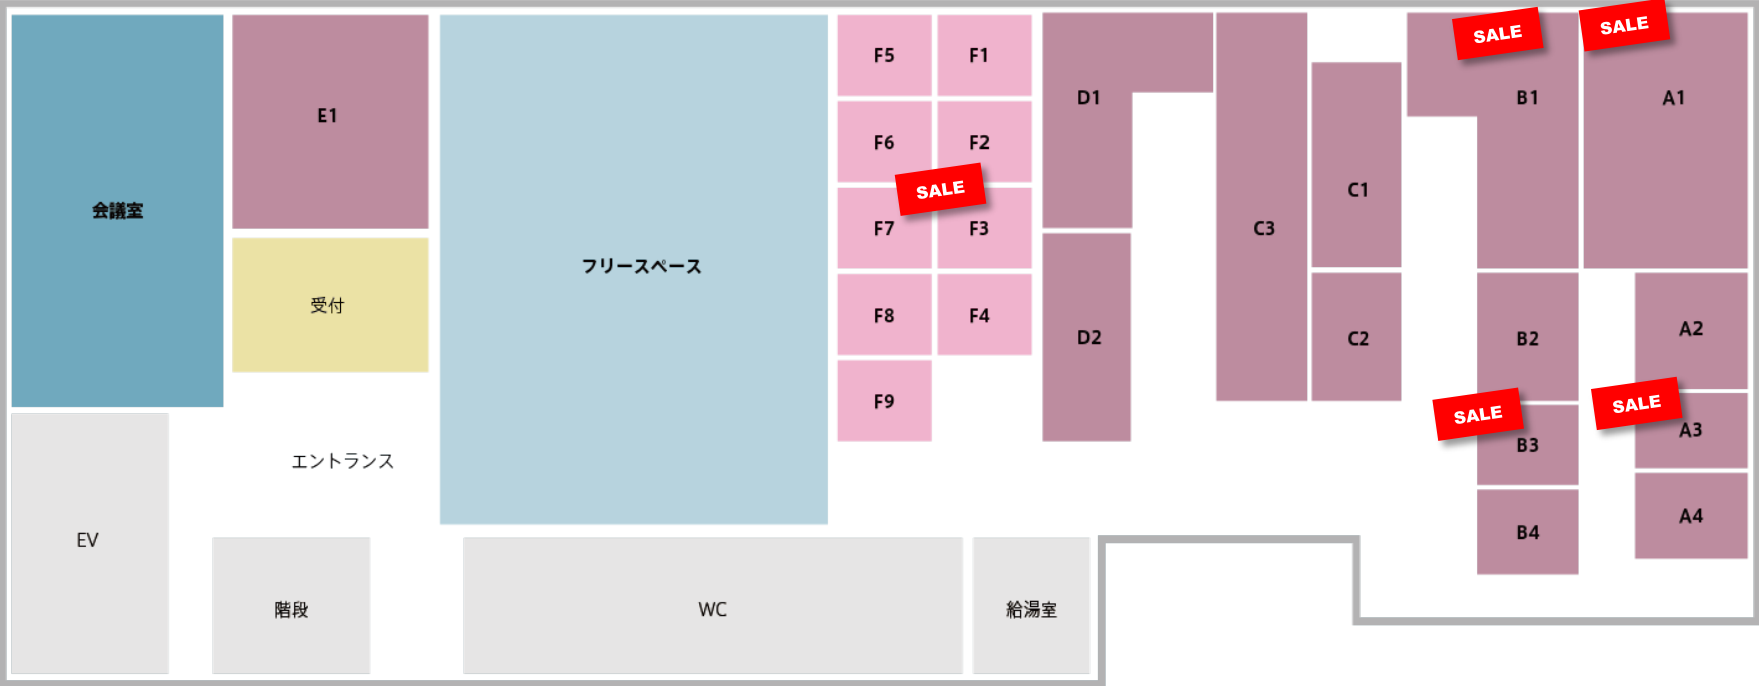 会議室
E1
受付
エントランス
EV
階段
フリースペース
WC
給湯室
F5
F1
F6
F2
SALE
F7
F3
F8
F4
F9
D1
D2
C3
C1
C2
SALE
B1
B2
SALE
B3
B4
SALE
A1
A2
SALE
A3
A4